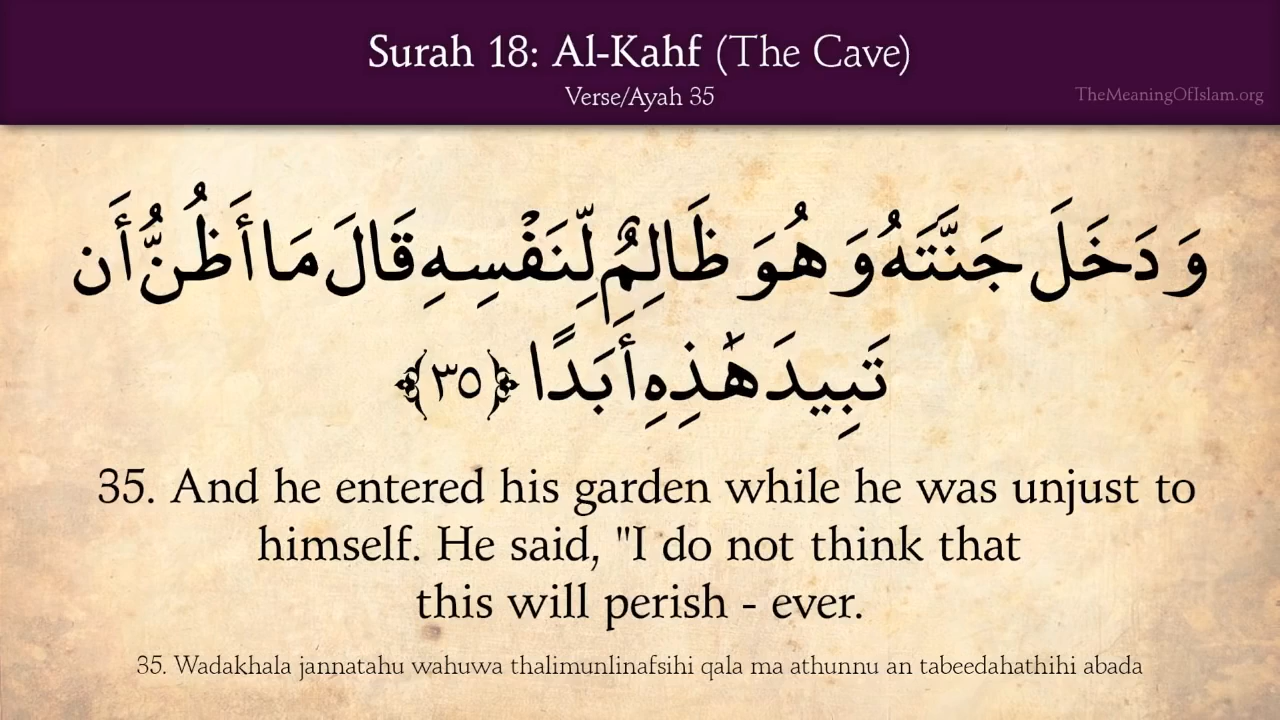 Surah 18: Al-Kahf (The Cave)
Verse/Ayah 35
TheMeaningOfIslam.org
وَدَخَلَ جَنَّتَهُ وَهُوَ ظَالِمٌ لِّنَفْسِهِ قَالَ مَا أَظُنُّ أَن
تَبِيدَ هَٰذِهِ أَبَدًا ﴿٣٥﴾
35. And he entered his garden while he was unjust to
himself. He said, "I do not think that
this will perish - ever.
35. Wadakhala jannatahu wahuwa thalimunlinafsihi qala ma athunnu an tabeedahathihi abada